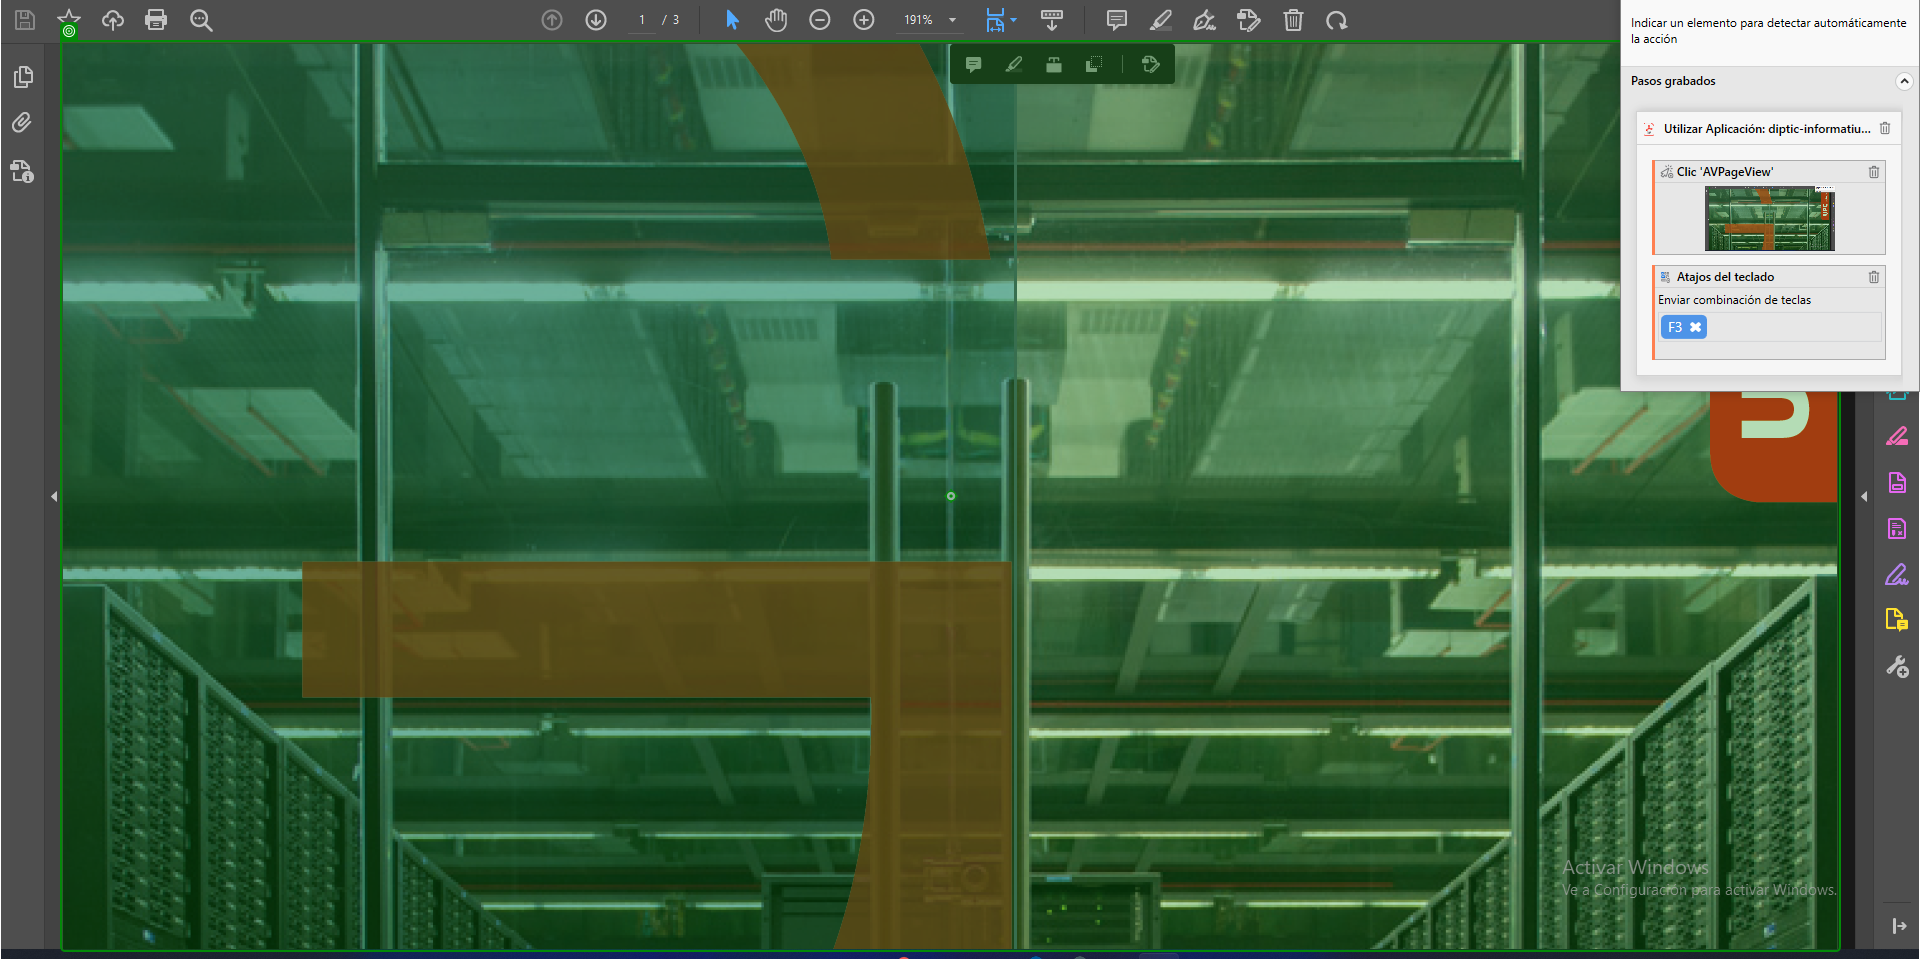 1 / 3
191%
Indicar un elemento para detectar automáticamente
la acción
Pasos grabados
Utilizar Aplicación: diptic-informatiu...
Clic 'AVPageView'
Atajos del teclado
Enviar combinación de teclas
F3
Activar Windows
Ve a Configuración para activar Windows.